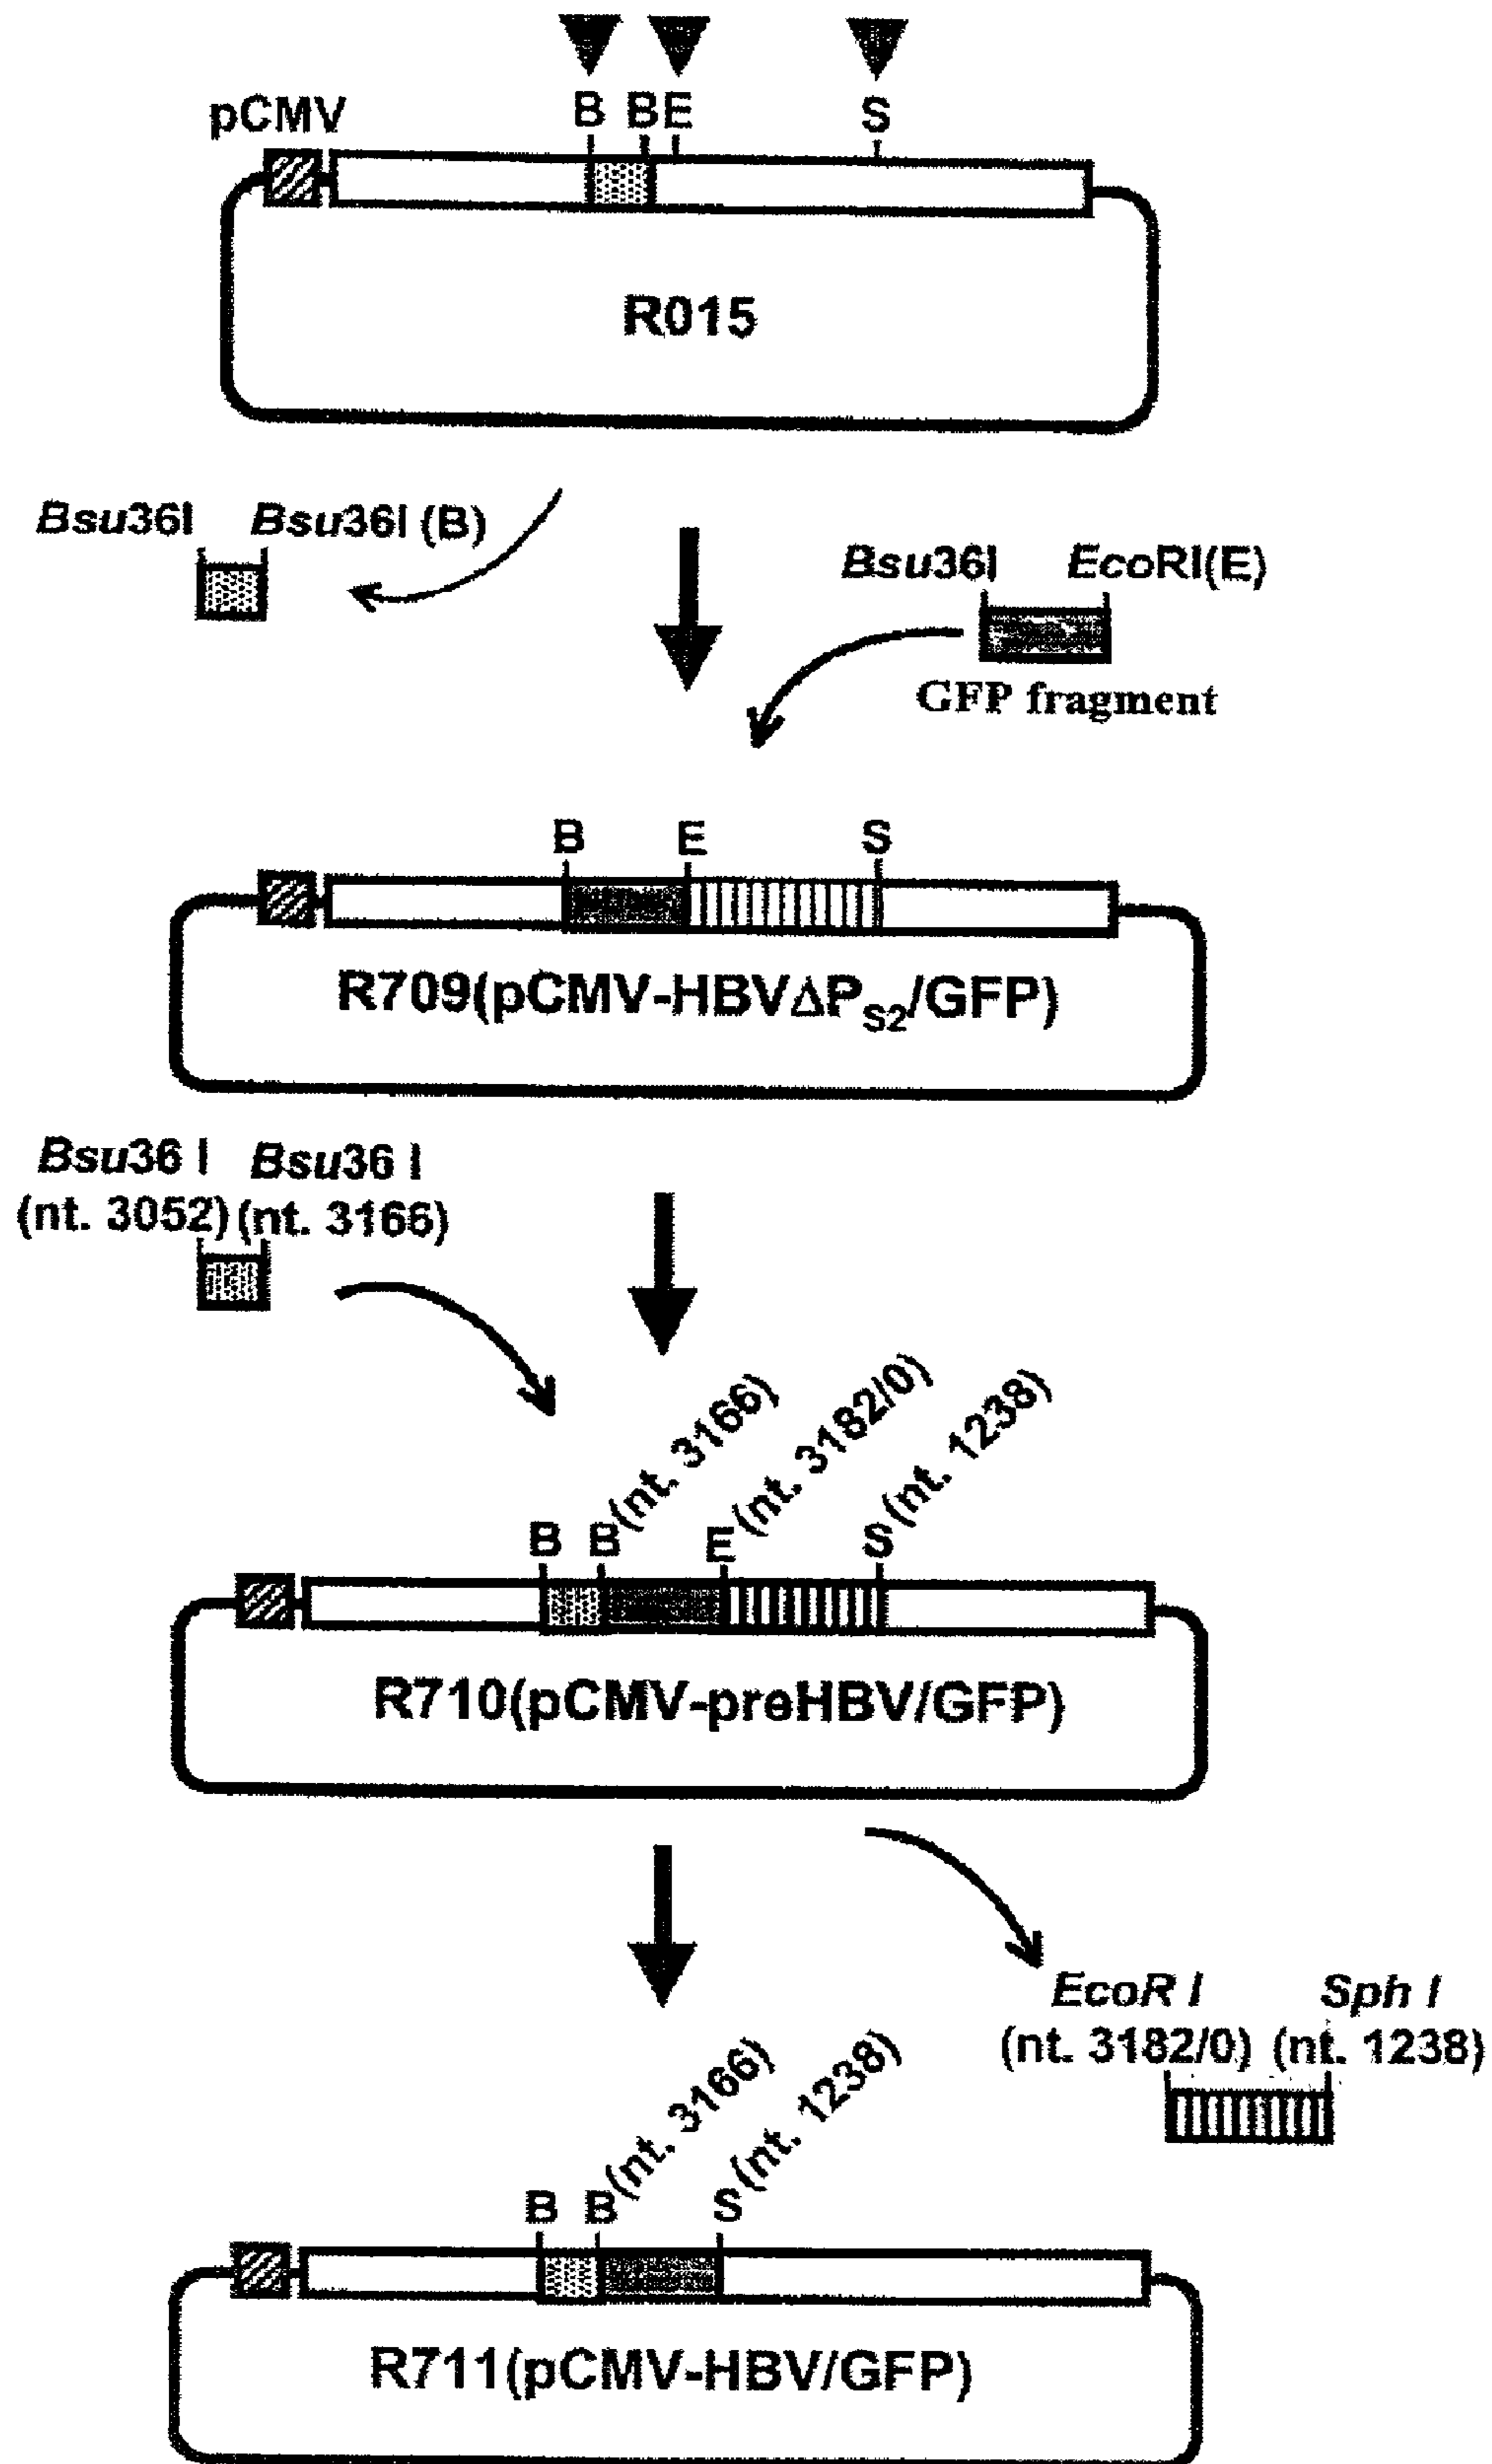 pCMV B B E S
R015
Bsu36I Bsu36I (B)
Bsu36I EcoRI(E)
GFP fragment
B E S
R709(pCMV-HBVΔPS2/GFP)
Bsu36 I Bsu36 I
(nt. 3052) (nt. 3166)
B B(nt. 3166) E(nt. 3182/0) S(nt. 1238)
R710(pCMV-preHBV/GFP)
EcoR I Sph I
(nt. 3182/0) (nt. 1238)
B B(nt. 3166) S(nt. 1238)
R711(pCMV-HBV/GFP)